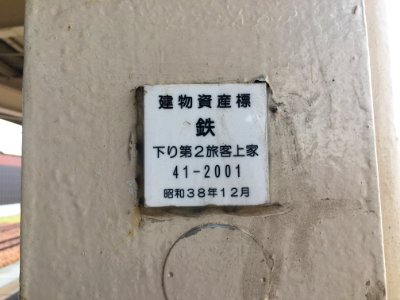 建物資産標
鉄
下り第2旅客上家
41-2001
昭和38年12月